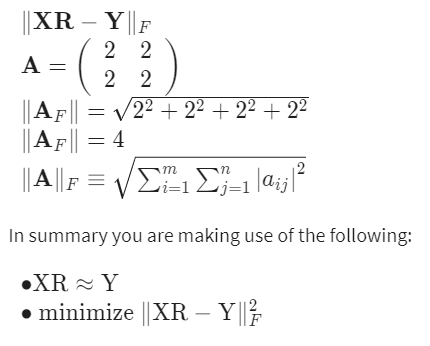 ‖XR − Y‖_F
A = ( 2 2
2 2 )
‖A_F‖ = √(2² + 2² + 2² + 2²)
‖A_F‖ = 4
‖A‖_F ≡ √(∑_{i=1}^{m} ∑_{j=1}^{n} |a_{ij}|²)
In summary you are making use of the following:
•XR ≈ Y
• minimize ‖XR − Y‖_F^2